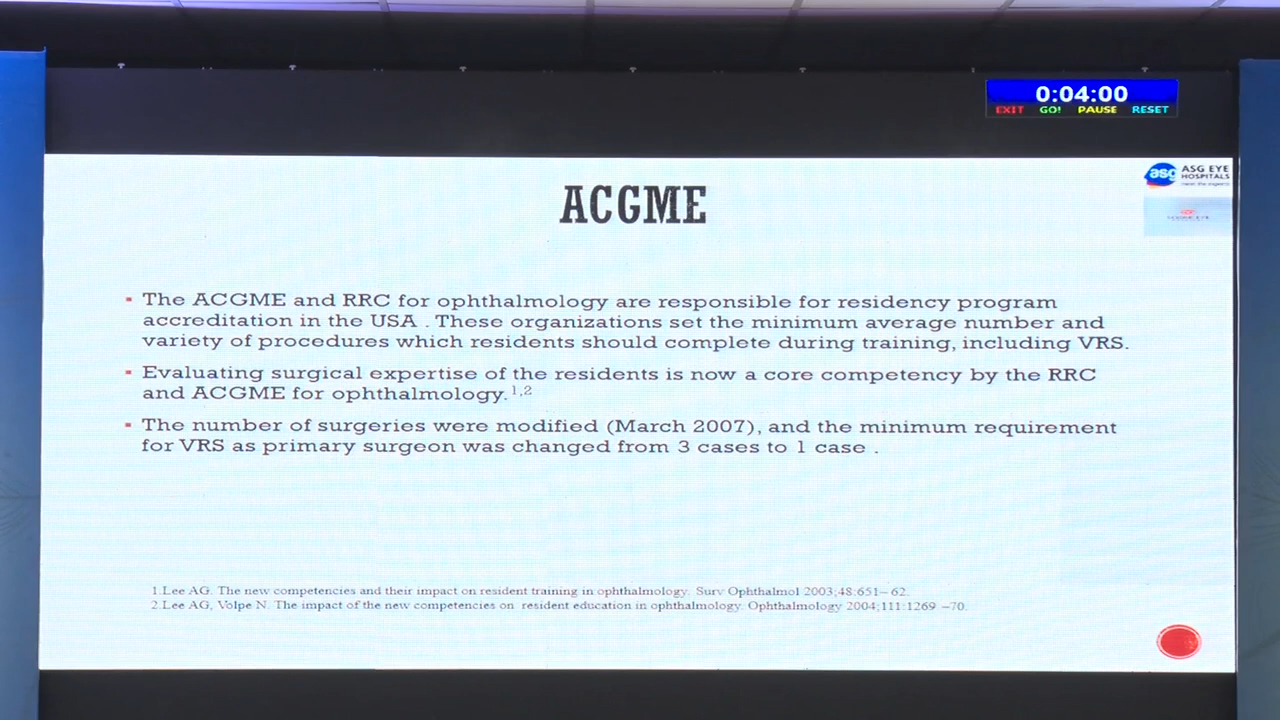 0:04:00
EXIT GO! PAUSE RESET
asg ASG EYE
HOSPITALS
ACGME
▪ The ACGME and RRC for ophthalmology are responsible for residency program
accreditation in the USA . These organizations set the minimum average number and
variety of procedures which residents should complete during training, including VRS.
▪ Evaluating surgical expertise of the residents is now a core competency by the RRC
and ACGME for ophthalmology.1,2
▪ The number of surgeries were modified (March 2007), and the minimum requirement
for VRS as primary surgeon was changed from 3 cases to 1 case .
1.Lee AG. The new competencies and their impact on resident training in ophthalmology. Surv Ophthalmol 2003;48:651–62.
2.Lee AG, Volpe N. The impact of the new competencies on resident education in ophthalmology. Ophthalmology 2004;111:1269 –70.